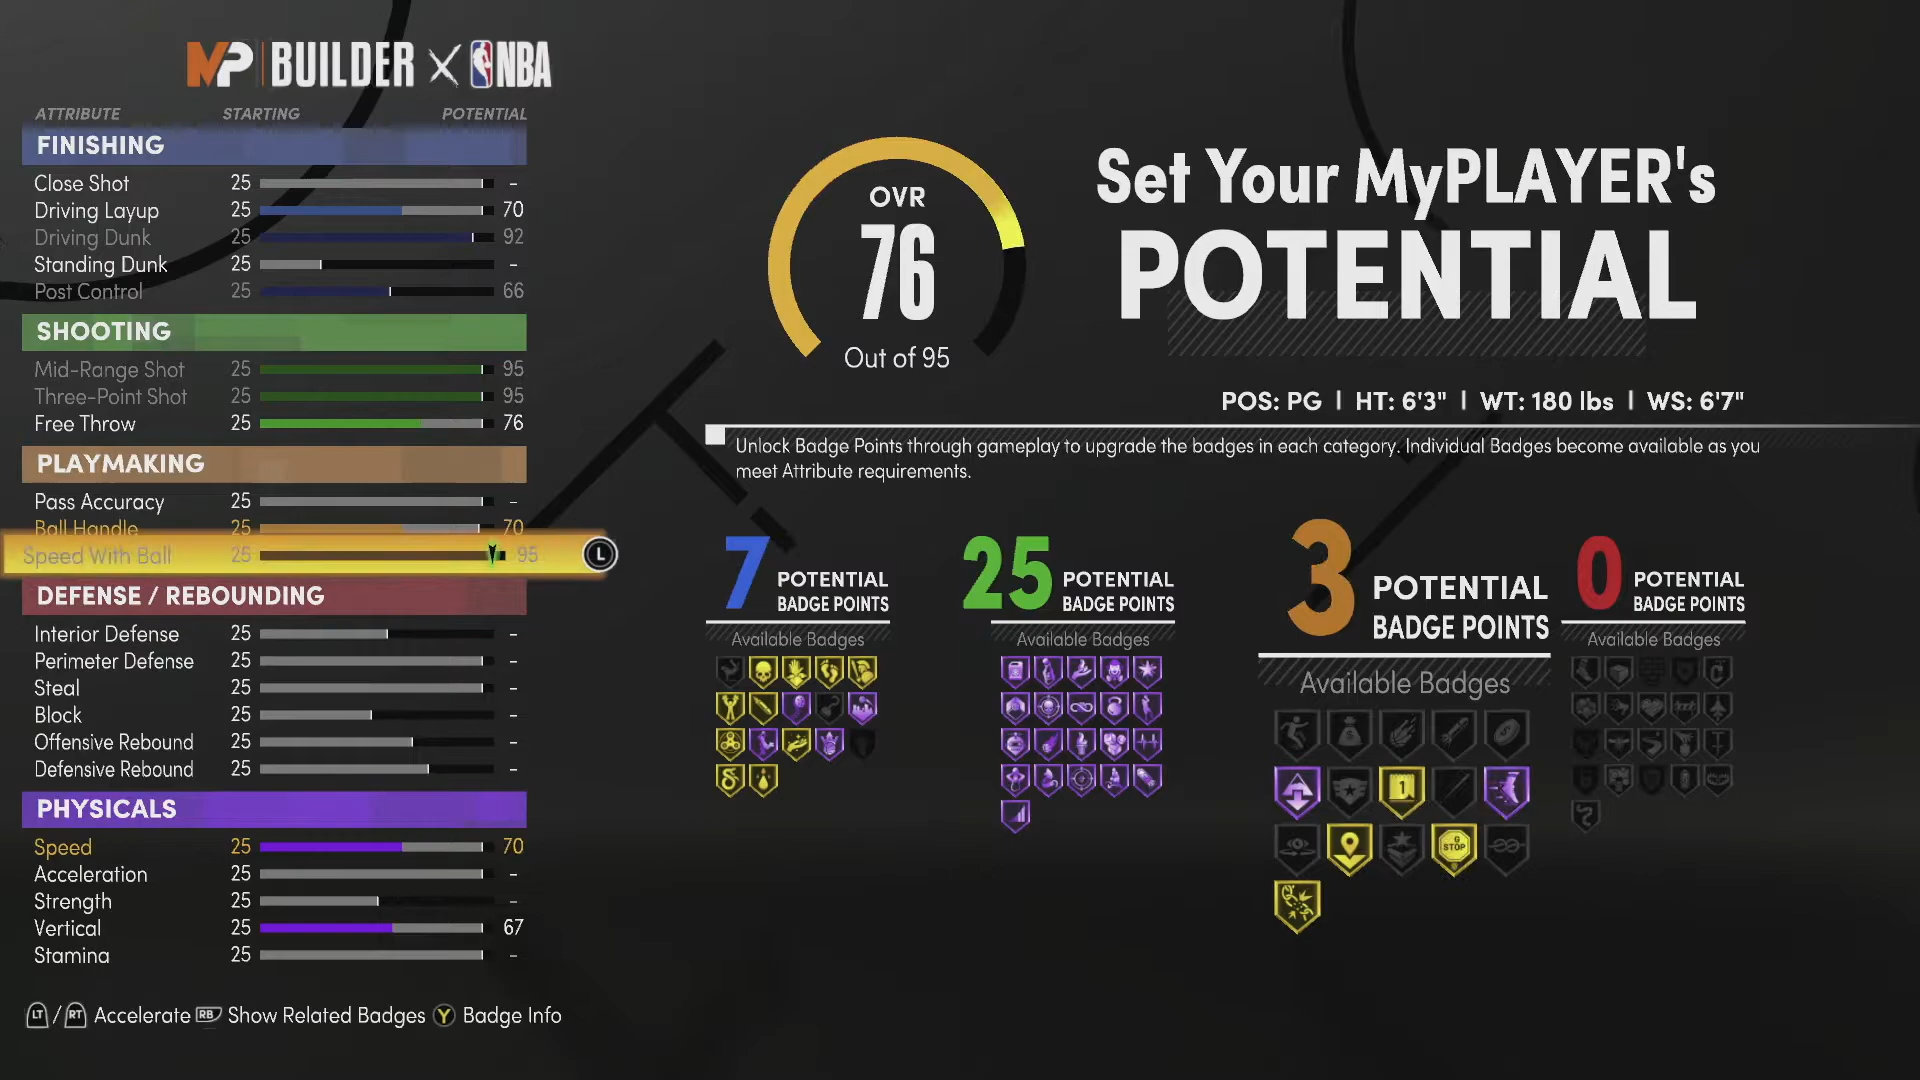 MP | BUILDER X NBA
ATTRIBUTE STARTING POTENTIAL
FINISHING
Close Shot 25 -
Driving Layup 25 70
Driving Dunk 25 92
Standing Dunk 25 -
Post Control 25 66
SHOOTING
Mid-Range Shot 25 95
Three-Point Shot 25 95
Free Throw 25 76
PLAYMAKING
Pass Accuracy 25 -
Ball Handle 25 70
Speed With Ball 25 95 L
DEFENSE / REBOUNDING
Interior Defense 25 -
Perimeter Defense 25 -
Steal 25 -
Block 25 -
Offensive Rebound 25 -
Defensive Rebound 25 -
PHYSICALS
Speed 25 70
Acceleration 25 -
Strength 25 -
Vertical 25 67
Stamina 25 -
LT / RT Accelerate RB Show Related Badges Y Badge Info
OVR
76
Out of 95
Set Your MyPLAYER's
POTENTIAL
POS: PG | HT: 6'3" | WT: 180 lbs | WS: 6'7"
Unlock Badge Points through gameplay to upgrade the badges in each category. Individual Badges become available as you
meet Attribute requirements.
7 POTENTIAL
BADGE POINTS
Available Badges
25 POTENTIAL
BADGE POINTS
Available Badges
3 POTENTIAL
BADGE POINTS
Available Badges
1
STOP
0 POTENTIAL
BADGE POINTS
Available Badges